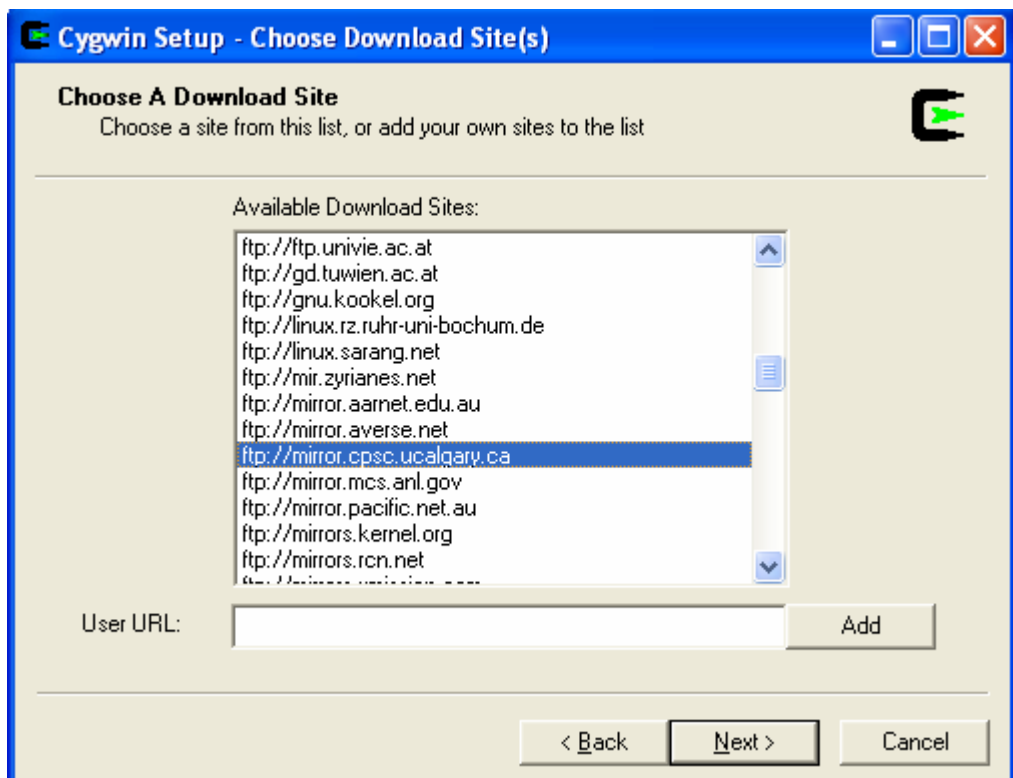 Cygwin Setup - Choose Download Site(s)
Choose A Download Site
Choose a site from this list, or add your own sites to the list
Available Download Sites:
ftp://ftp.univie.ac.at
ftp://gd.tuwien.ac.at
ftp://gnu.kookel.org
ftp://linux.rz.ruhr-uni-bochum.de
ftp://linux.sarang.net
ftp://mir.zyrianes.net
ftp://mirror.aarnet.edu.au
ftp://mirror.averse.net
ftp://mirror.cpsc.ucalgary.ca
ftp://mirror.mcs.anl.gov
ftp://mirror.pacific.net.au
ftp://mirrors.kernel.org
ftp://mirrors.rcn.net
User URL:
Add
< Back
Next >
Cancel